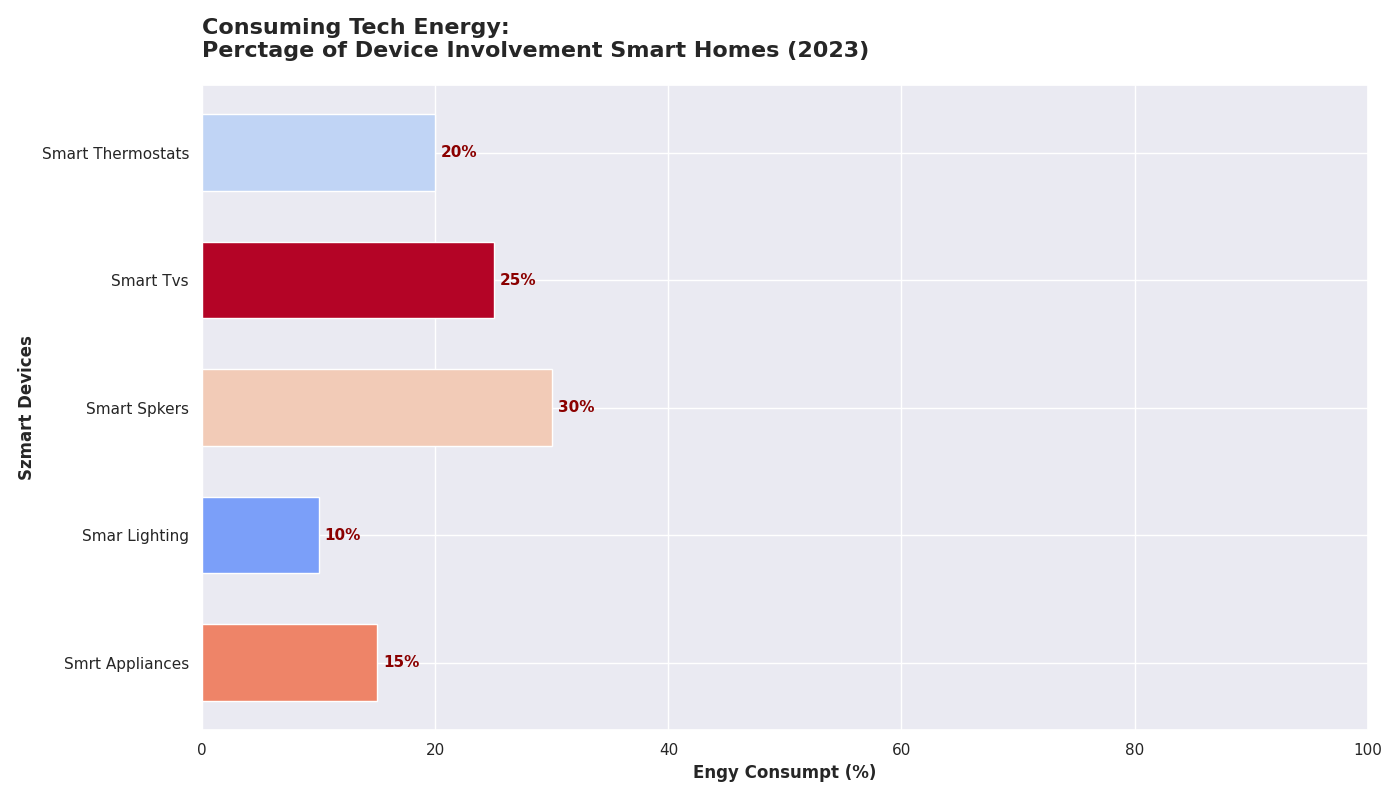 Consuming Tech Energy:
Perctage of Device Involvement Smart Homes (2023)
Szmart Devices
Smart Thermostats
20%
Smart Tvs
25%
Smart Spkers
30%
Smar Lighting
10%
Smrt Appliances
15%
0 20 40 60 80 100
Engy Consumpt (%)